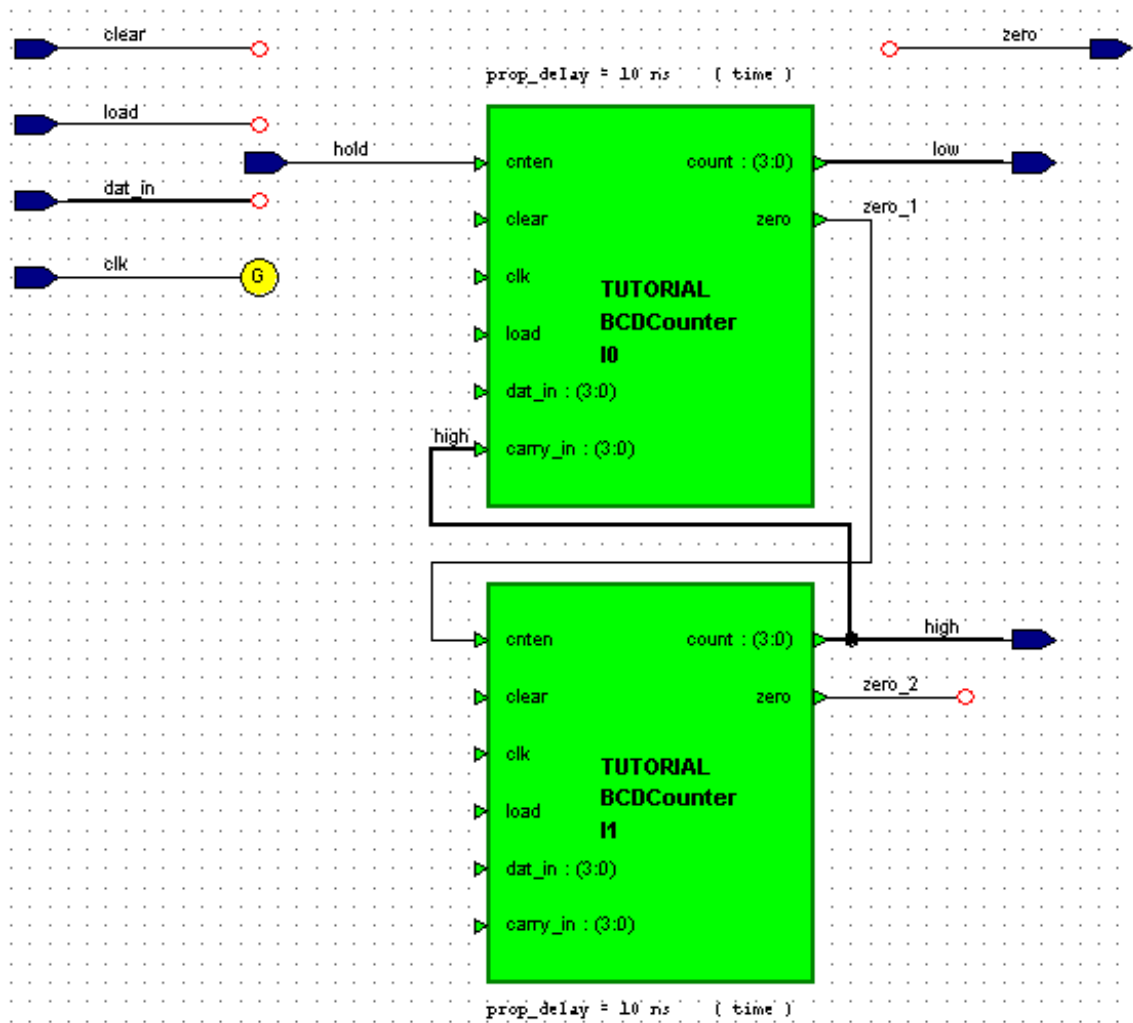 clear
zero
prop_delay = 10 ns ( time )
load
hold
cnten
count : (3:0)
low
dat_in
clear
zero
zero_1
clk
G
clk
TUTORIAL
BCDCounter
I0
load
dat_in : (3:0)
high
carry_in : (3:0)
cnten
count : (3:0)
high
clear
zero
zero_2
clk
TUTORIAL
BCDCounter
I1
load
dat_in : (3:0)
carry_in : (3:0)
prop_delay = 10 ns ( time )